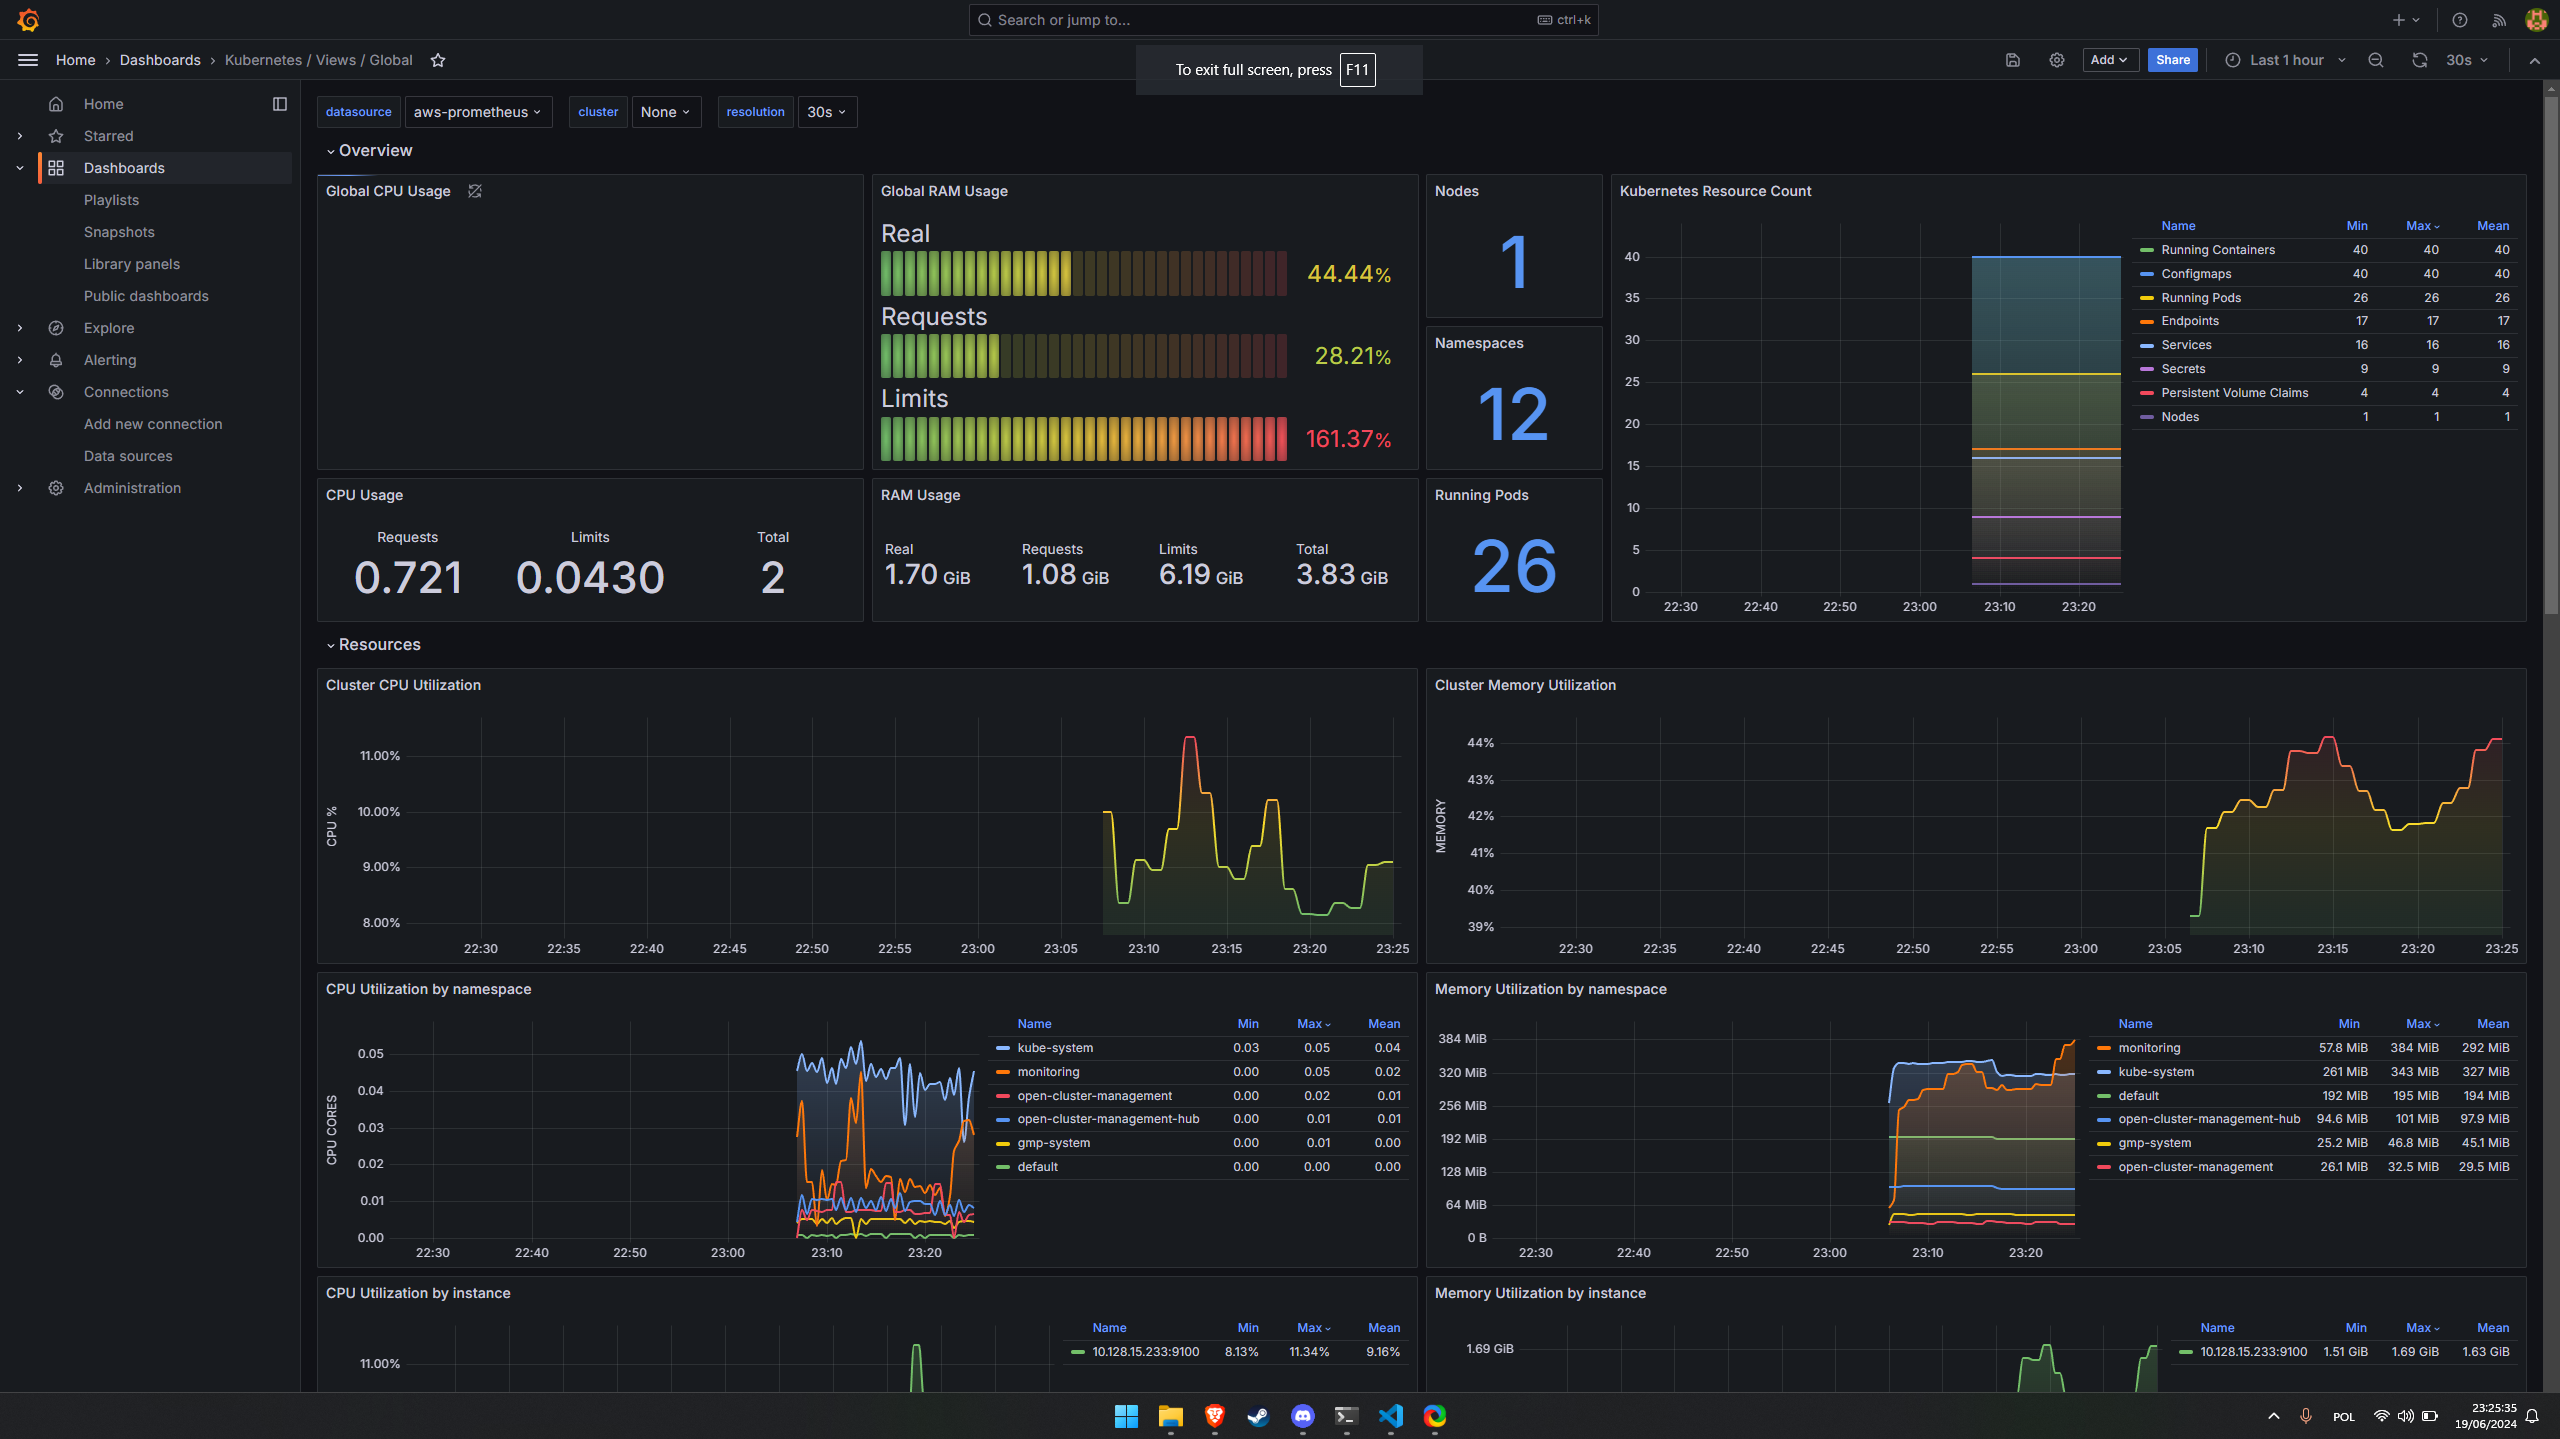 Search or jump to...
ctrl+k
Home › Dashboards › Kubernetes / Views / Global
To exit full screen, press F11
Add
Share
Last 1 hour
30s
Home
Starred
Dashboards
Playlists
Snapshots
Library panels
Public dashboards
Explore
Alerting
Connections
Add new connection
Data sources
Administration
datasource aws-prometheus cluster None resolution 30s
Overview
Global CPU Usage
Global RAM Usage
Real
44.44%
Requests
28.21%
Limits
161.37%
Nodes
1
Namespaces
12
Running Pods
26
CPU Usage
Requests Limits Total
0.721 0.0430 2
RAM Usage
Real Requests Limits Total
1.70 GiB 1.08 GiB 6.19 GiB 3.83 GiB
Kubernetes Resource Count
40
35
30
25
20
15
10
5
0
22:30 22:40 22:50 23:00 23:10 23:20
Name Min Max Mean
Running Containers 40 40 40
Configmaps 40 40 40
Running Pods 26 26 26
Endpoints 17 17 17
Services 16 16 16
Secrets 9 9 9
Persistent Volume Claims 4 4 4
Nodes 1 1 1
Resources
Cluster CPU Utilization
CPU %
11.00%
10.00%
9.00%
8.00%
22:30 22:35 22:40 22:45 22:50 22:55 23:00 23:05 23:10 23:15 23:20 23:25
Cluster Memory Utilization
MEMORY
44%
43%
42%
41%
40%
39%
22:30 22:35 22:40 22:45 22:50 22:55 23:00 23:05 23:10 23:15 23:20 23:25
CPU Utilization by namespace
CPU CORES
0.05
0.04
0.03
0.02
0.01
0.00
22:30 22:40 22:50 23:00 23:10 23:20
Name Min Max Mean
kube-system 0.03 0.05 0.04
monitoring 0.00 0.05 0.02
open-cluster-management 0.00 0.02 0.01
open-cluster-management-hub 0.00 0.01 0.01
gmp-system 0.00 0.01 0.00
default 0.00 0.00 0.00
Memory Utilization by namespace
384 MiB
320 MiB
256 MiB
192 MiB
128 MiB
64 MiB
0 B
22:30 22:40 22:50 23:00 23:10 23:20
Name Min Max Mean
monitoring 57.8 MiB 384 MiB 292 MiB
kube-system 261 MiB 343 MiB 327 MiB
default 192 MiB 195 MiB 194 MiB
open-cluster-management-hub 94.6 MiB 101 MiB 97.9 MiB
gmp-system 25.2 MiB 46.8 MiB 45.1 MiB
open-cluster-management 26.1 MiB 32.5 MiB 29.5 MiB
CPU Utilization by instance
11.00%
Name Min Max Mean
10.128.15.233:9100 8.13% 11.34% 9.16%
Memory Utilization by instance
1.69 GiB
Name Min Max Mean
10.128.15.233:9100 1.51 GiB 1.69 GiB 1.63 GiB
POL
23:25:35
19/06/2024